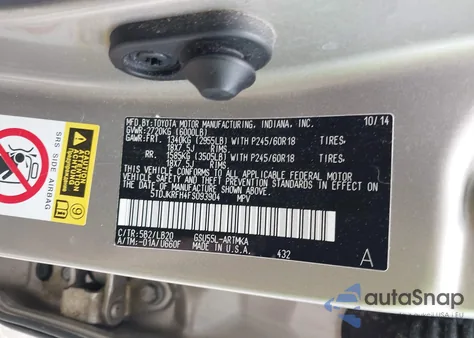 MFD.BY:TOYOTA MOTOR MANUFACTURING, INDIANA, INC. 10/14
GVWR:2720KG (6000LB)
GAWR:FRT. 1340KG (2955LB) WITH P245/60R18 TIRES,
18X7.5J RIMS
RR. 1585KG (3505LB) WITH P245/60R18 TIRES,
18X7.5J RIMS
THIS VEHICLE CONFORMS TO ALL APPLICABLE FEDERAL MOTOR
VEHICLE SAFETY, BUMPER, AND THEFT PREVENTION STANDARDS
IN EFFECT ON THE DATE OF MANUFACTURE SHOWN ABOVE.
5TDJKRFH4FS093904 MPV
C/TR:5B2/LB20 GSU55L-ARTMKA
A/TM:-01A/U660F MADE IN U.S.A. 432
A
SRS SIDE AIRBAG
9
autoSnap